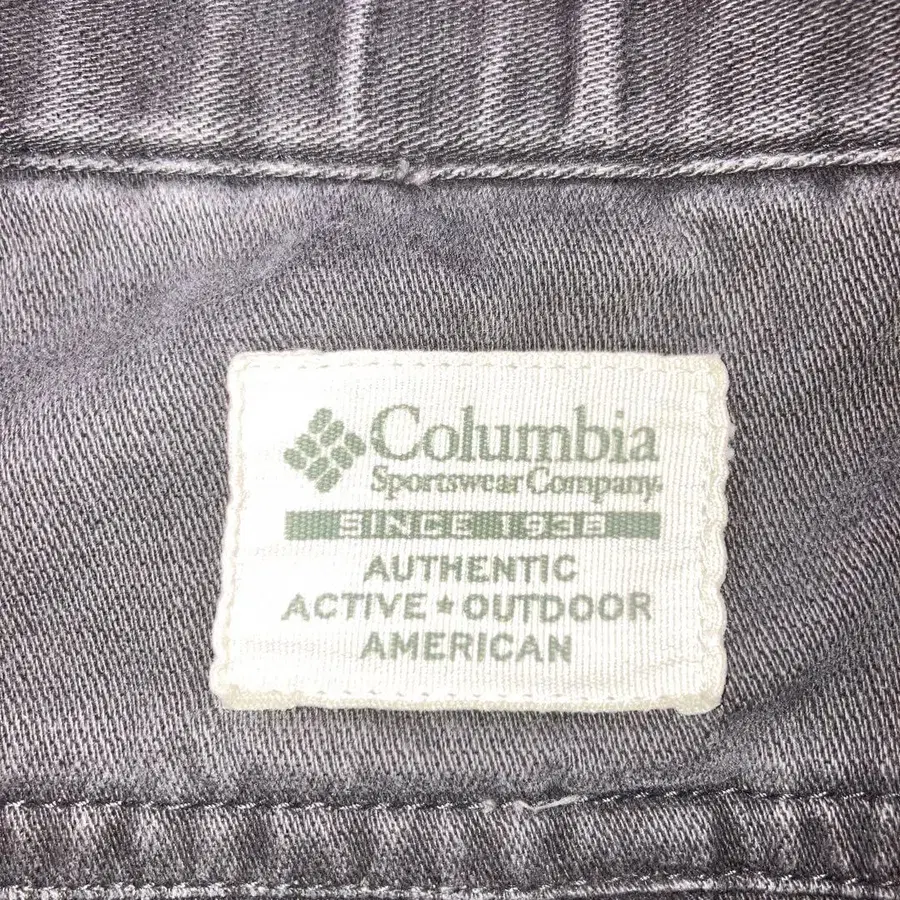 Columbia
Sportswear Company.
SINCE 1938
AUTHENTIC
ACTIVE ★ OUTDOOR
AMERICAN